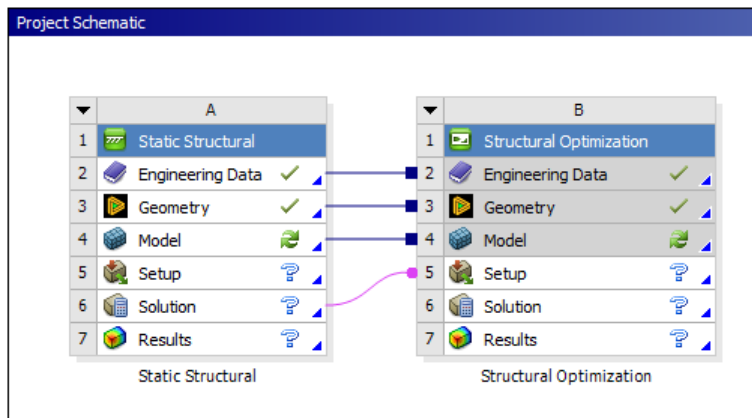 Project Schematic
A
1 Static Structural
2 Engineering Data
3 Geometry
4 Model
5 Setup
6 Solution
7 Results
Static Structural
B
1 Structural Optimization
2 Engineering Data
3 Geometry
4 Model
5 Setup
6 Solution
7 Results
Structural Optimization